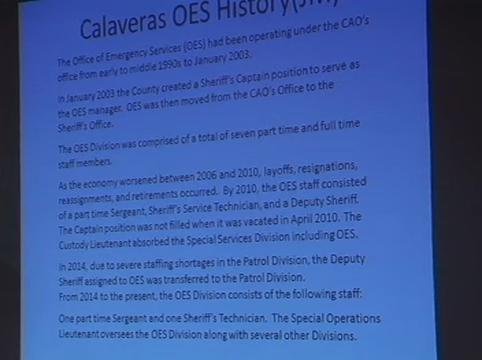 Calaveras OES History
The Office of Emergency Services (OES) had been operating under the CAO's
office from early to middle 1990s to January 2003.
In January 2003 the County created a Sheriff's Captain position to serve as
the OES manager. OES was then moved from the CAO's Office to the
Sheriff's Office.
The OES Division was comprised of a total of seven part time and full time
staff members.
As the economy worsened between 2006 and 2010, layoffs, resignations,
reassignments, and retirements occurred. By 2010, the OES staff consisted
of a part time Sergeant, Sheriff's Service Technician, and a Deputy Sheriff.
The Captain position was not filled when it was vacated in April 2010. The
Custody Lieutenant absorbed the Special Services Division including OES.
In 2014, due to severe staffing shortages in the Patrol Division, the Deputy
Sheriff assigned to OES was transferred to the Patrol Division.
From 2014 to the present, the OES Division consists of the following staff:
One part time Sergeant and one Sheriff's Technician. The Special Operations
Lieutenant oversees the OES Division along with several other Divisions.